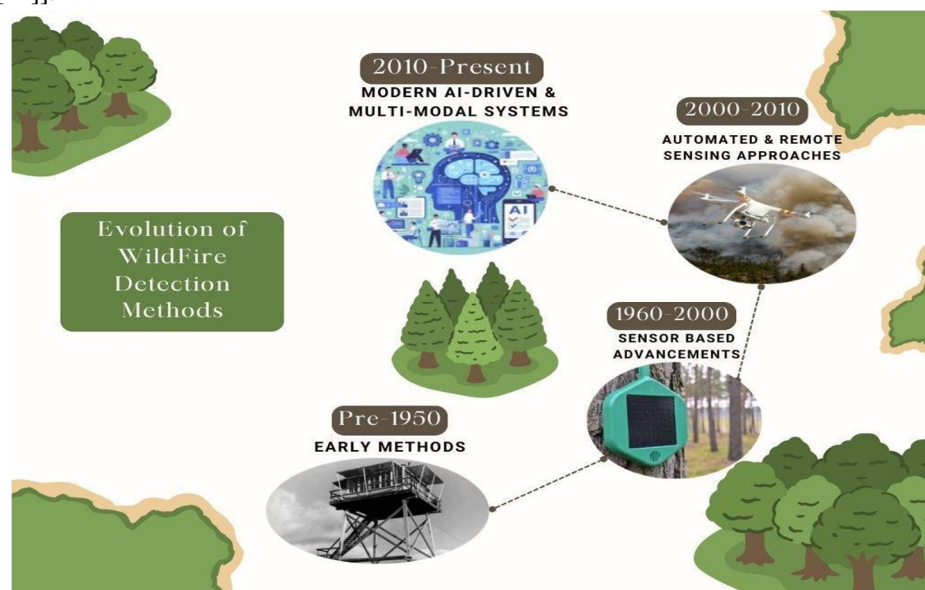 2010-Present
MODERN AI-DRIVEN &
MULTI-MODAL SYSTEMS
2000-2010
AUTOMATED & REMOTE
SENSING APPROACHES
AI
Evolution of
WildFire
Detection
Methods
1960-2000
SENSOR BASED
ADVANCEMENTS
Pre-1950
EARLY METHODS